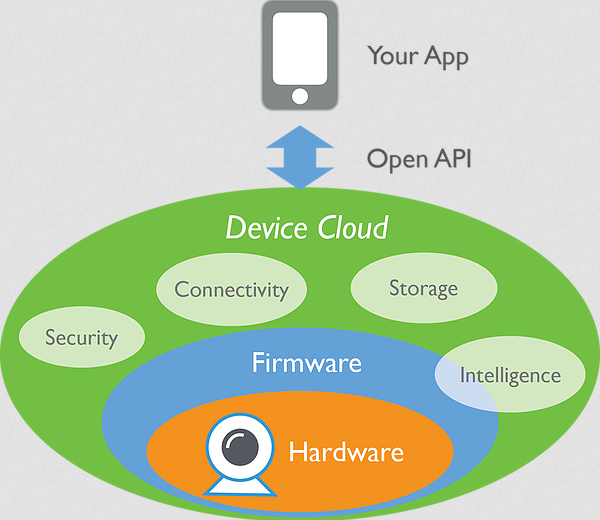 Your App
Open API
Device Cloud
Connectivity
Storage
Security
Firmware
Intelligence
Hardware